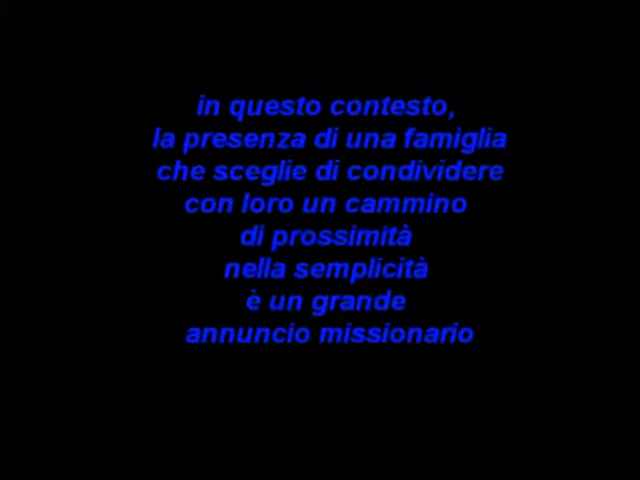 in questo contesto,
la presenza di una famiglia
che sceglie di condividere
con loro un cammino
di prossimità
nella semplicità
è un grande
annuncio missionario